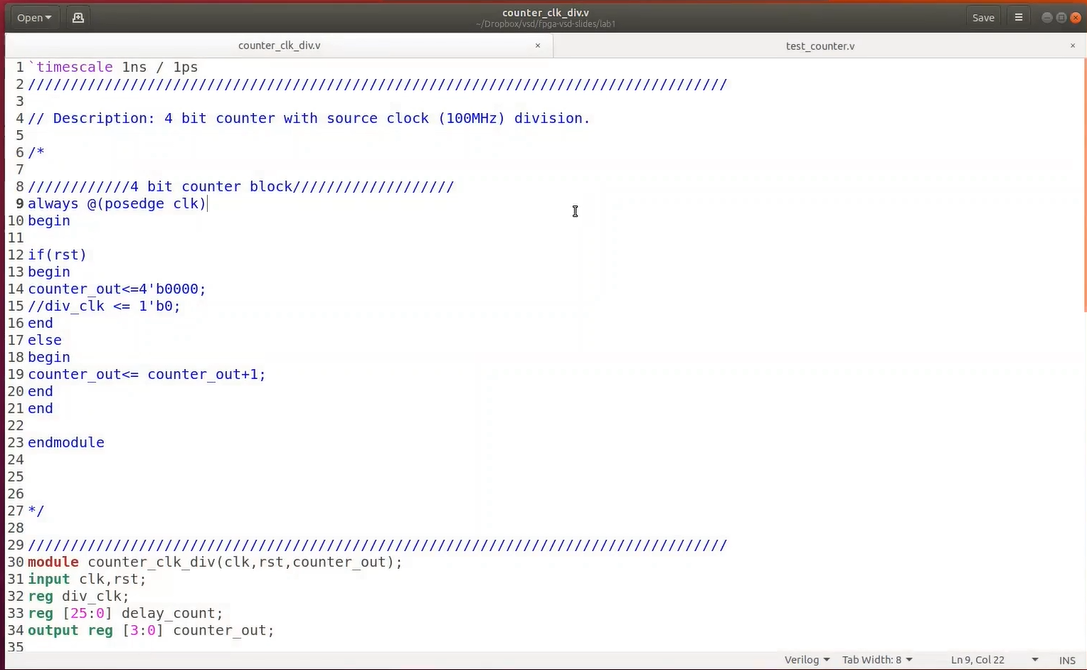 Open
counter_clk_div.v
~/Dropbox/vsd/fpga-vsd-slides/lab1
Save
counter_clk_div.v
×
test_counter.v
×
1 `timescale 1ns / 1ps
2 //////////////////////////////////////////////////////////////////////////////////
3
4 // Description: 4 bit counter with source clock (100MHz) division.
5
6 /*
7
8 ////////////4 bit counter block///////////////////
9 always @(posedge clk)
10 begin
11
12 if(rst)
13 begin
14 counter_out<=4'b0000;
15 //div_clk <= 1'b0;
16 end
17 else
18 begin
19 counter_out<= counter_out+1;
20 end
21 end
22
23 endmodule
24
25
26
27 */
28
29 //////////////////////////////////////////////////////////////////////////////////
30 module counter_clk_div(clk,rst,counter_out);
31 input clk,rst;
32 reg div_clk;
33 reg [25:0] delay_count;
34 output reg [3:0] counter_out;
35
Verilog
Tab Width: 8
Ln 9, Col 22
INS